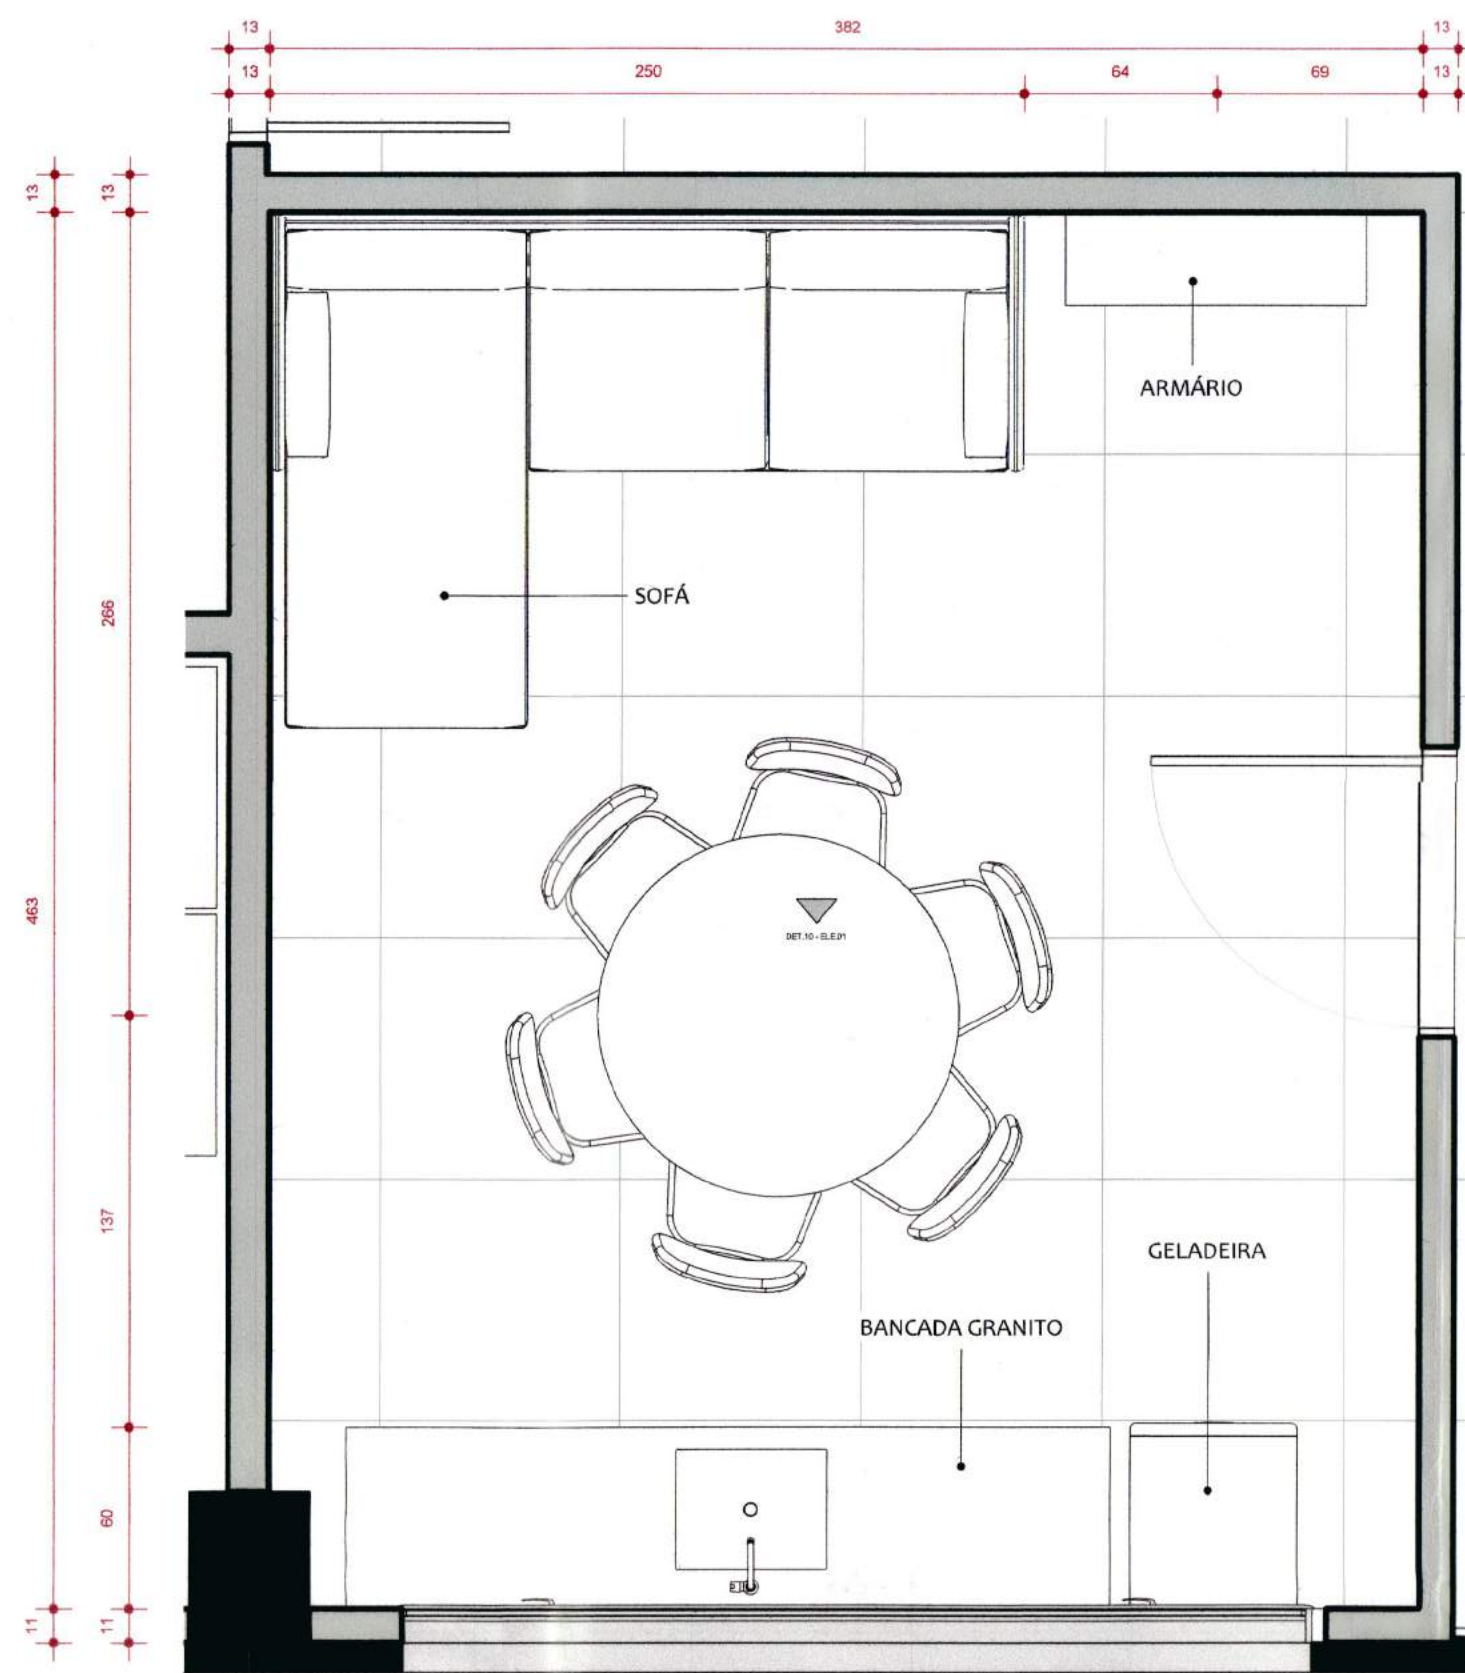 13 382 13
13 250 64 69 13
13 13
ARMÁRIO
SOFÁ
266
463
DET.10 - ELE.01
137
GELADEIRA
BANCADA GRANITO
60
11 11